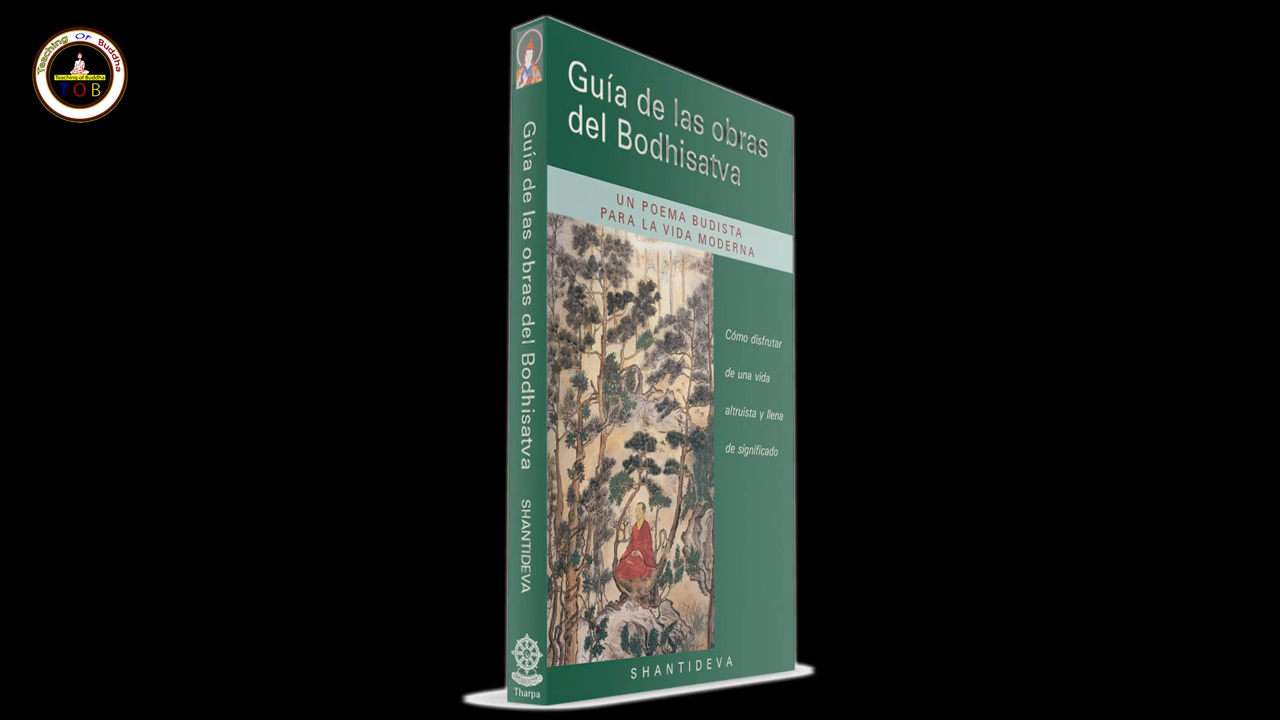 Teaching Of Buddha
Teaching of Buddha
TOB
Guía de las obras
del Bodhisatva
UN POEMA BUDISTA
PARA LA VIDA MODERNA
Cómo disfrutar
de una vida
altruista y llena
de significado
SHANTIDEVA
Guía de las obras del Bodhisatva
SHANTIDEVA
Tharpa